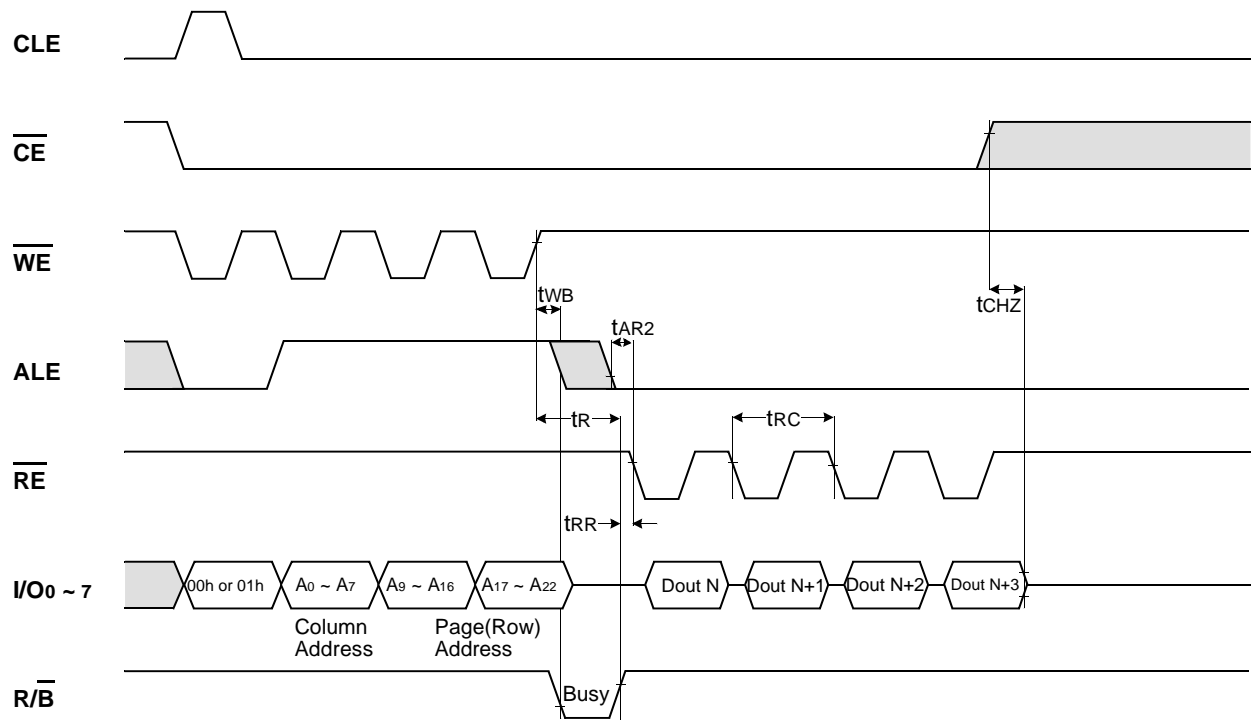 CLE
CE
WE
tWB
tAR2
tCHZ
ALE
tR
tRC
RE
tRR
I/O0 ~ 7
00h or 01h
A0 ~ A7
A9 ~ A16
A17 ~ A22
Dout N
Dout N+1
Dout N+2
Dout N+3
Column
Address
Page(Row)
Address
R/B
Busy